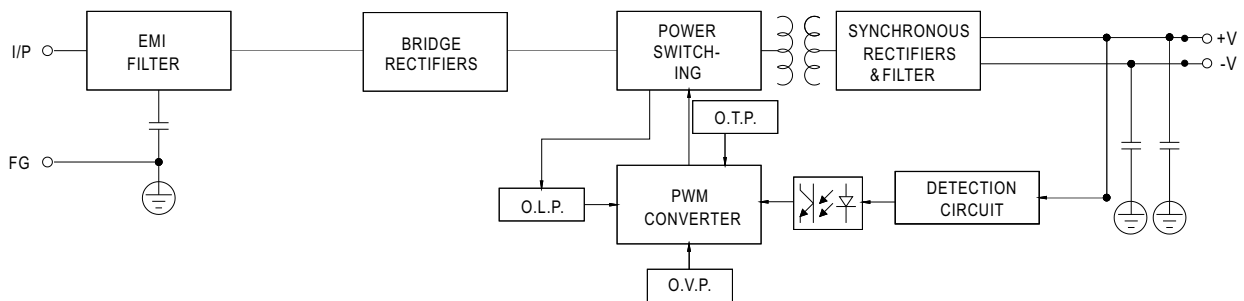 I/P
EMI
FILTER
BRIDGE
RECTIFIERS
POWER
SWITCH-
ING
SYNCHRONOUS
RECTIFIERS
& FILTER
+V
-V
O.T.P.
FG
O.L.P.
PWM
CONVERTER
DETECTION
CIRCUIT
O.V.P.